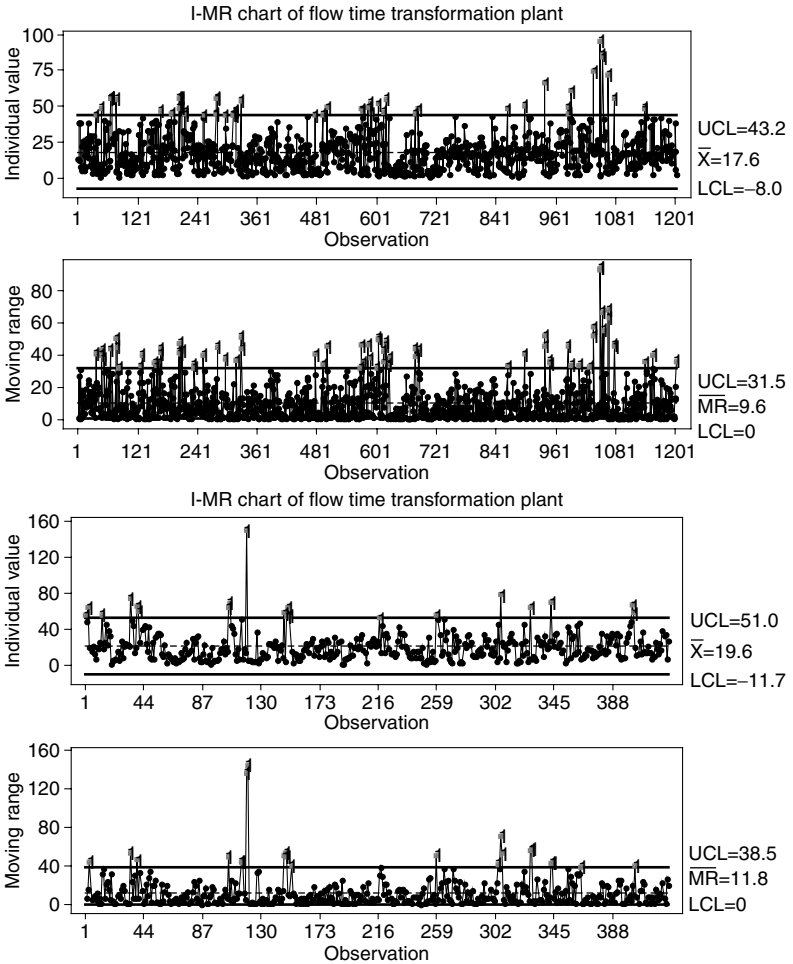 I-MR chart of flow time transformation plant
Individual value
100
75
50
25
0
UCL=43.2
X̄=17.6
LCL=−8.0
1 121 241 361 481 601 721 841 961 1081 1201
Observation
Moving range
80
60
40
20
0
UCL=31.5
M̄R̄=9.6
LCL=0
1 121 241 361 481 601 721 841 961 1081 1201
Observation
I-MR chart of flow time transformation plant
Individual value
160
120
80
40
0
UCL=51.0
X̄=19.6
LCL=−11.7
1 44 87 130 173 216 259 302 345 388
Observation
Moving range
160
120
80
40
0
UCL=38.5
M̄R̄=11.8
LCL=0
1 44 87 130 173 216 259 302 345 388
Observation